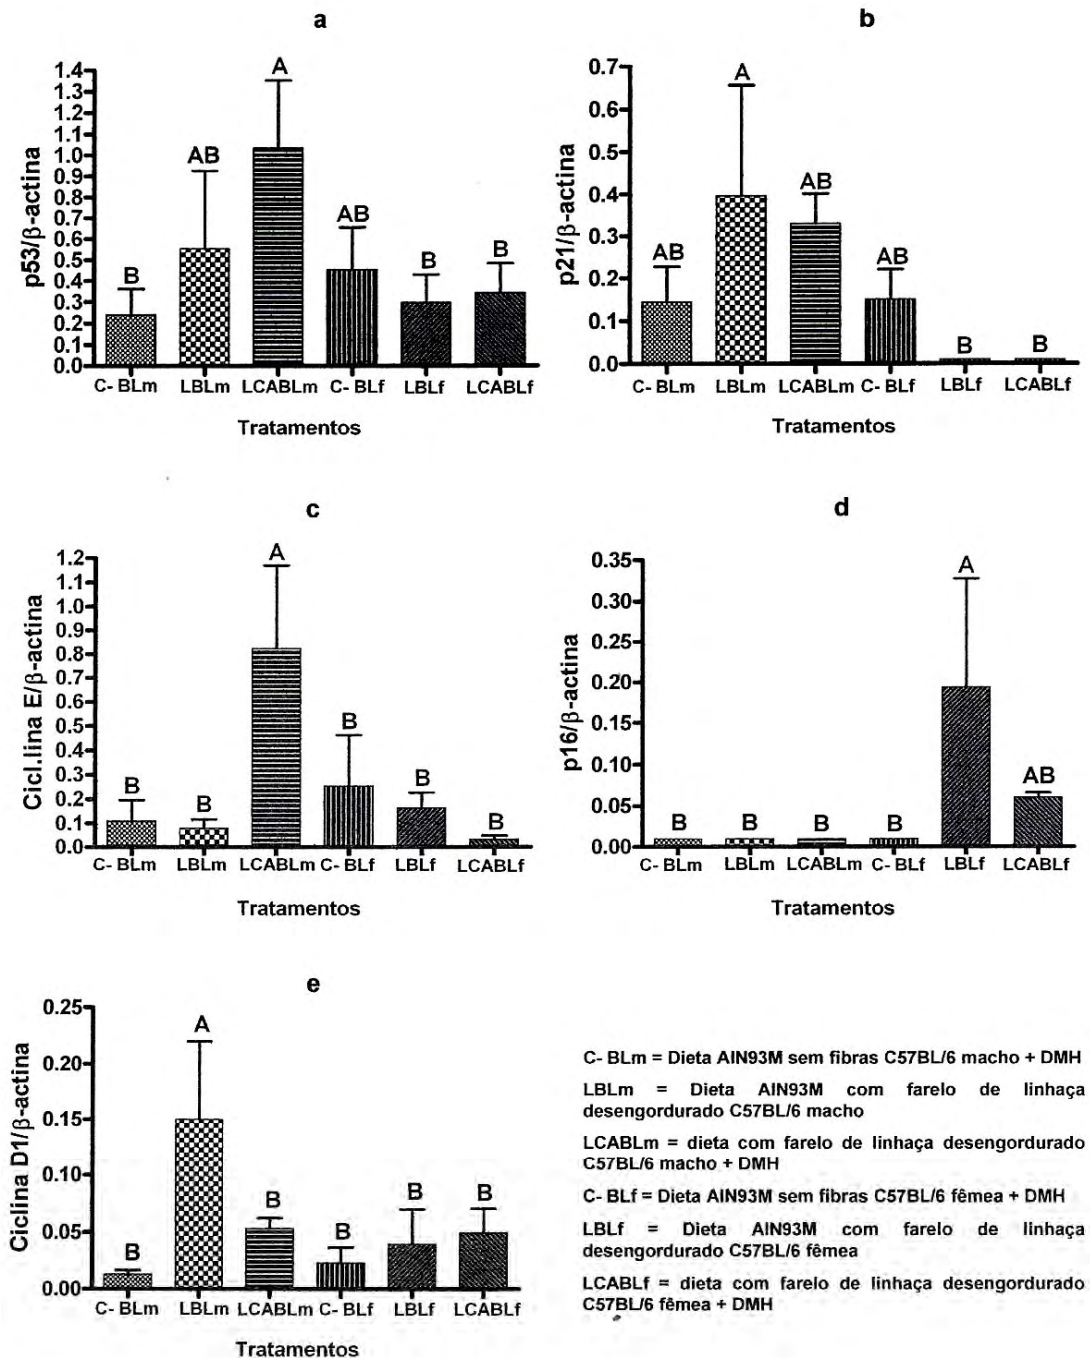 a
p53/β-actina
1.4
1.3
1.2
1.1
1.0
0.9
0.8
0.7
0.6
0.5
0.4
0.3
0.2
0.1
0.0
B
AB
A
AB
B
B
C- BLm LBLm LCABLm C- BLf LBLf LCABLf
Tratamentos
b
p21/β-actina
0.7
0.6
0.5
0.4
0.3
0.2
0.1
0.0
AB
A
AB
AB
B
B
C- BLm LBLm LCABLm C- BLf LBLf LCABLf
Tratamentos
c
Cicl.lina E/β-actina
1.2
1.1
1.0
0.9
0.8
0.7
0.6
0.5
0.4
0.3
0.2
0.1
0.0
B
B
A
B
B
B
C- BLm LBLm LCABLm C- BLf LBLf LCABLf
Tratamentos
d
p16/β-actina
0.35
0.30
0.25
0.20
0.15
0.10
0.05
0.00
B
B
B
B
A
AB
C- BLm LBLm LCABLm C- BLf LBLf LCABLf
Tratamentos
e
Ciclina D1/β-actina
0.25
0.20
0.15
0.10
0.05
0.00
B
A
B
B
B
B
C- BLm LBLm LCABLm C- BLf LBLf LCABLf
Tratamentos
C- BLm = Dieta AIN93M sem fibras C57BL/6 macho + DMH
LBLm = Dieta AIN93M com farelo de linhaça
desengordurado C57BL/6 macho
LCABLm = dieta com farelo de linhaça desengordurado
C57BL/6 macho + DMH
C- BLf = Dieta AIN93M sem fibras C57BL/6 fêmea + DMH
LBLf = Dieta AIN93M com farelo de linhaça
desengordurado C57BL/6 fêmea
LCABLf = dieta com farelo de linhaça desengordurado
C57BL/6 fêmea + DMH